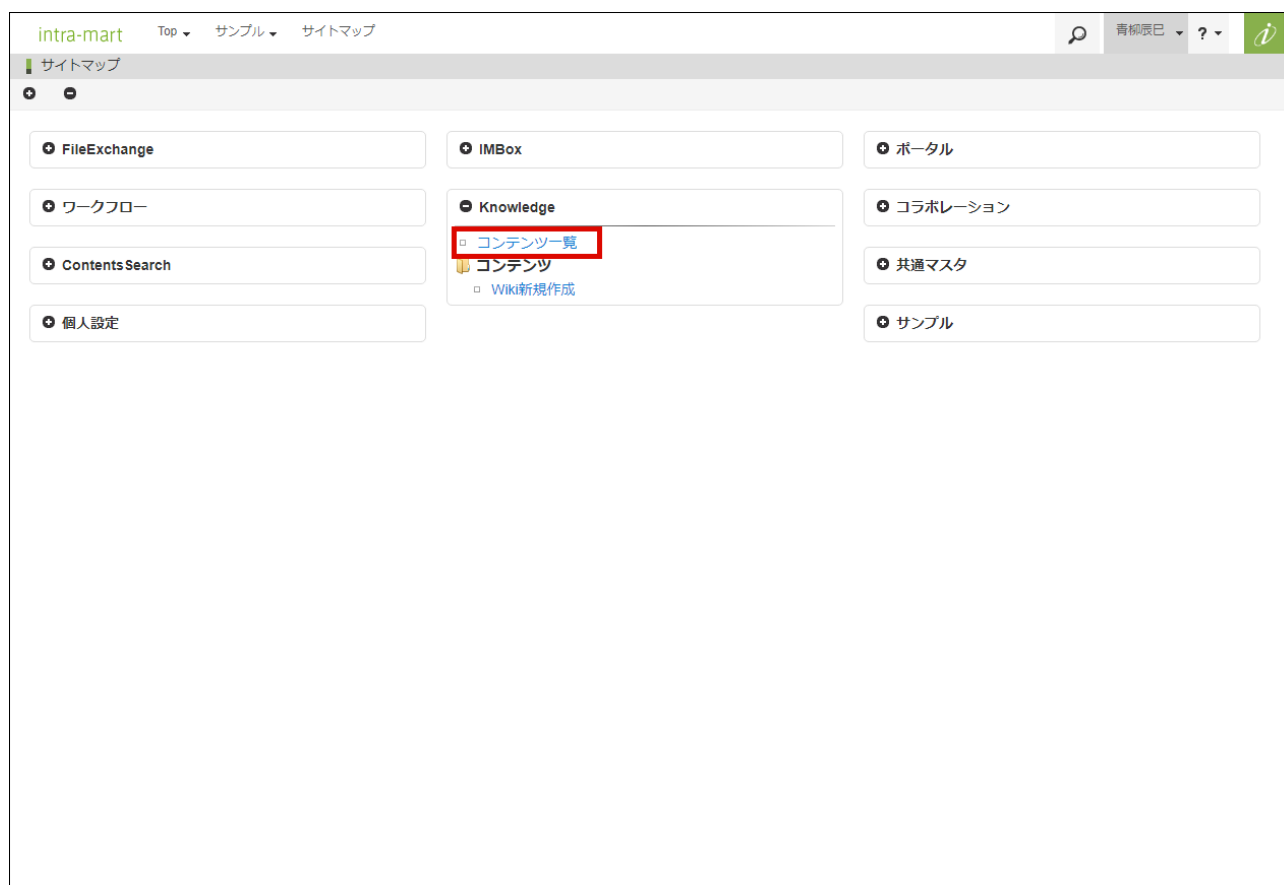 intra-mart Top サンプル サイトマップ 青柳辰巳 ?
サイトマップ
FileExchange
IMBox
ポータル
ワークフロー
Knowledge
コラボレーション
コンテンツ一覧
ContentsSearch
コンテンツ
共通マスタ
Wiki新規作成
個人設定
サンプル